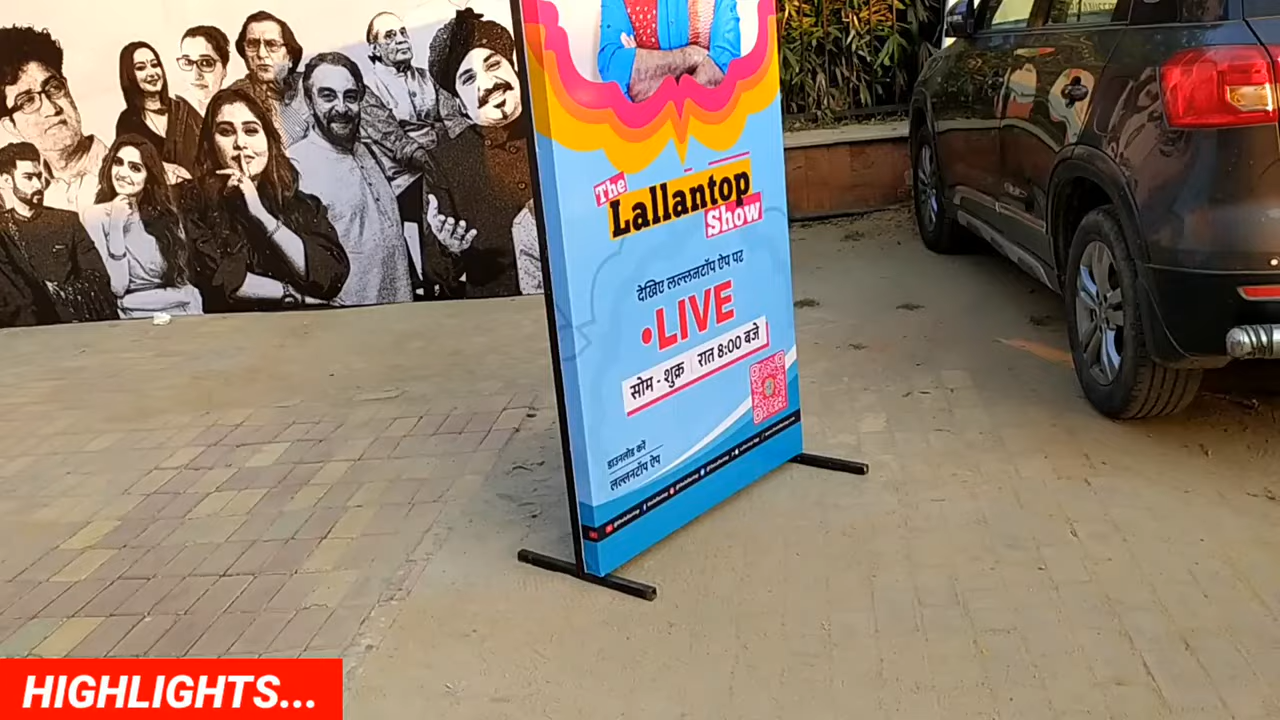 The
Lallantop
Show
देखिए लल्लनटॉप ऐप पर
•LIVE
सोम - शुक्र | रात 8:00 बजे
डाउनलोड करें
लल्लनटॉप ऐप
HIGHLIGHTS...